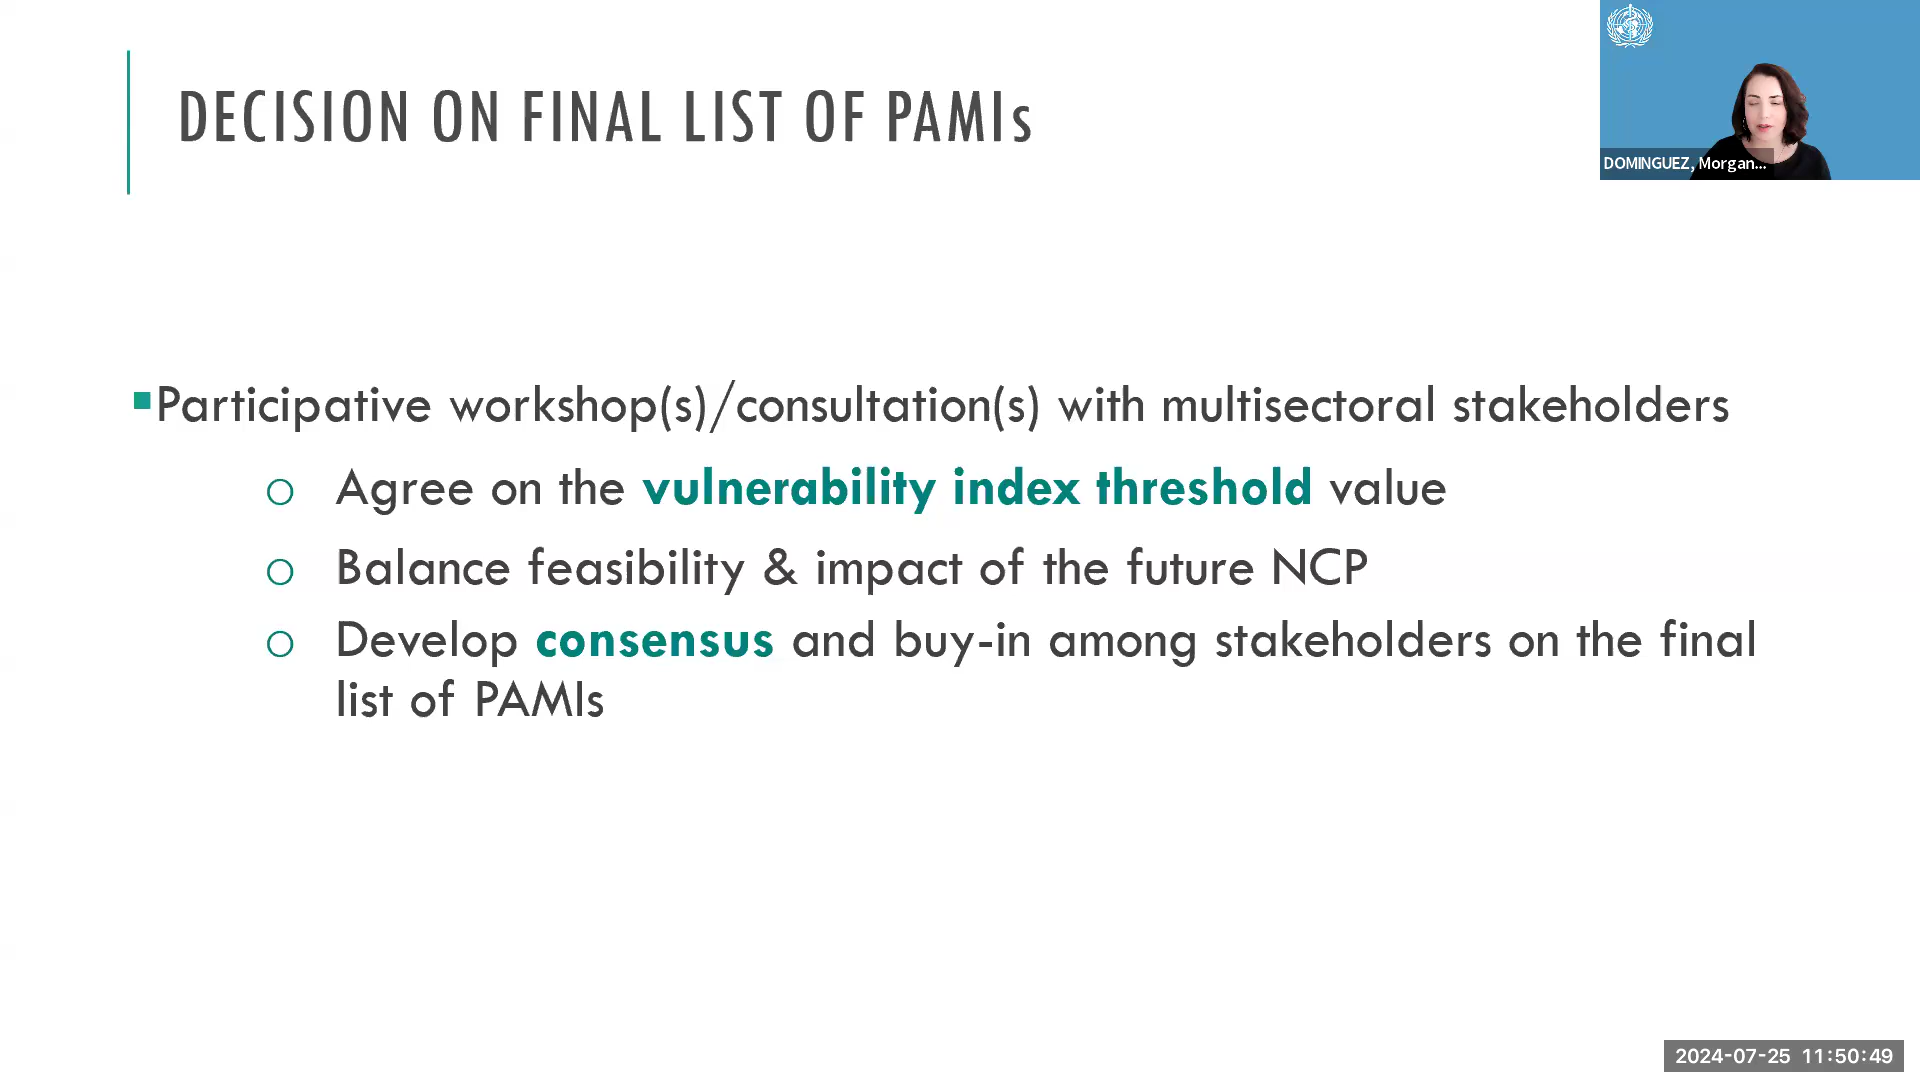 DECISION ON FINAL LIST OF PAMIs
DOMINGUEZ, Morgan...
▪Participative workshop(s)/consultation(s) with multisectoral stakeholders
o Agree on the vulnerability index threshold value
o Balance feasibility & impact of the future NCP
o Develop consensus and buy-in among stakeholders on the final
list of PAMIs
2024-07-25 11:50:49